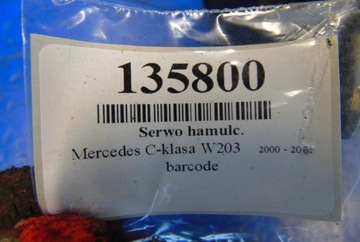 135800
Serwo hamulc.
Mercedes C-klasa W203 2000 -
barcode